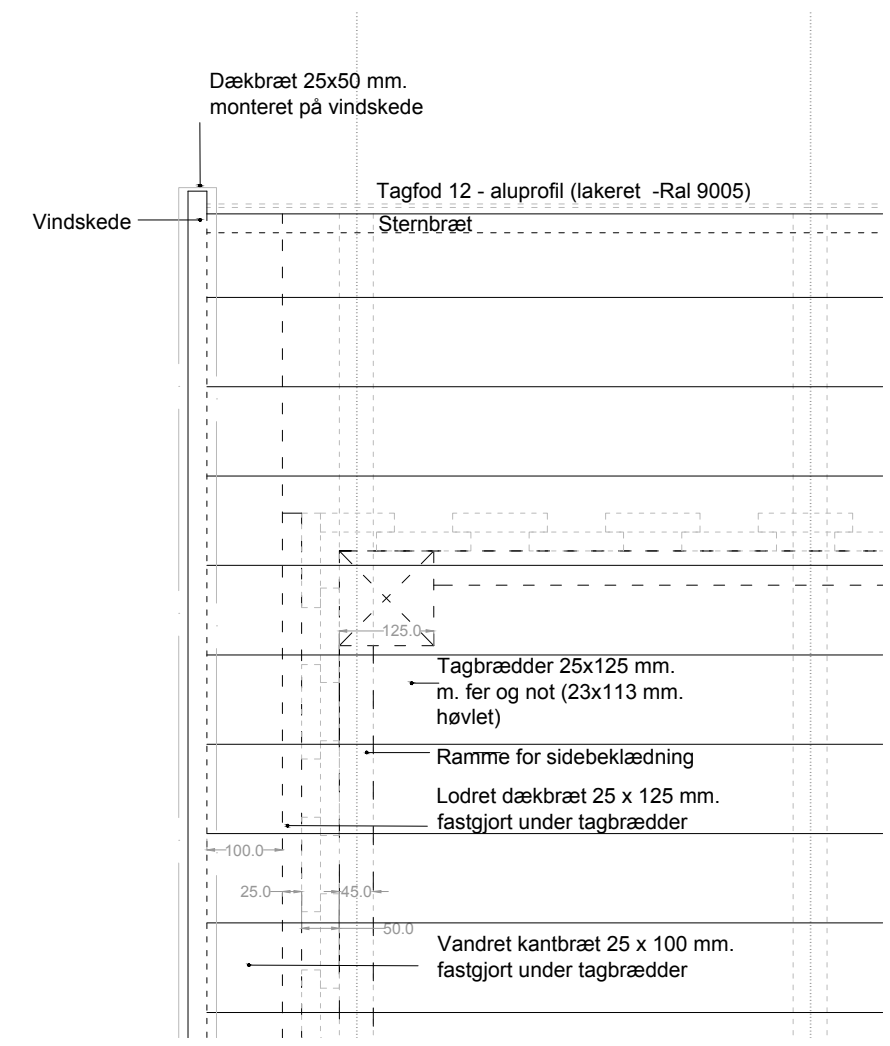 Dækbræt 25x50 mm.
monteret på vindskede
Tagfod 12 - aluprofil (lakeret -Ral 9005)
Vindskede
Sternbræt
125.0
Tagbrædder 25x125 mm.
m. fer og not (23x113 mm.
høvlet)
Ramme for sidebeklædning
Lodret dækbræt 25 x 125 mm.
fastgjort under tagbrædder
100.0
25.0
45.0
50.0
Vandret kantbræt 25 x 100 mm.
fastgjort under tagbrædder